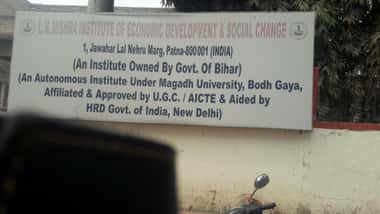 L. N. MISHRA INSTITUTE OF ECONOMIC DEVELOPMENT & SOCIAL CHANGE
1, Jawahar Lal Nehru Marg, Patna-800001 (INDIA)
(An Institute Owned By Govt. Of Bihar)
(An Autonomous Institute Under Magadh University, Bodh Gaya,
Affiliated & Approved by U.G.C. / AICTE & Aided by
HRD Govt. of India, New Delhi)